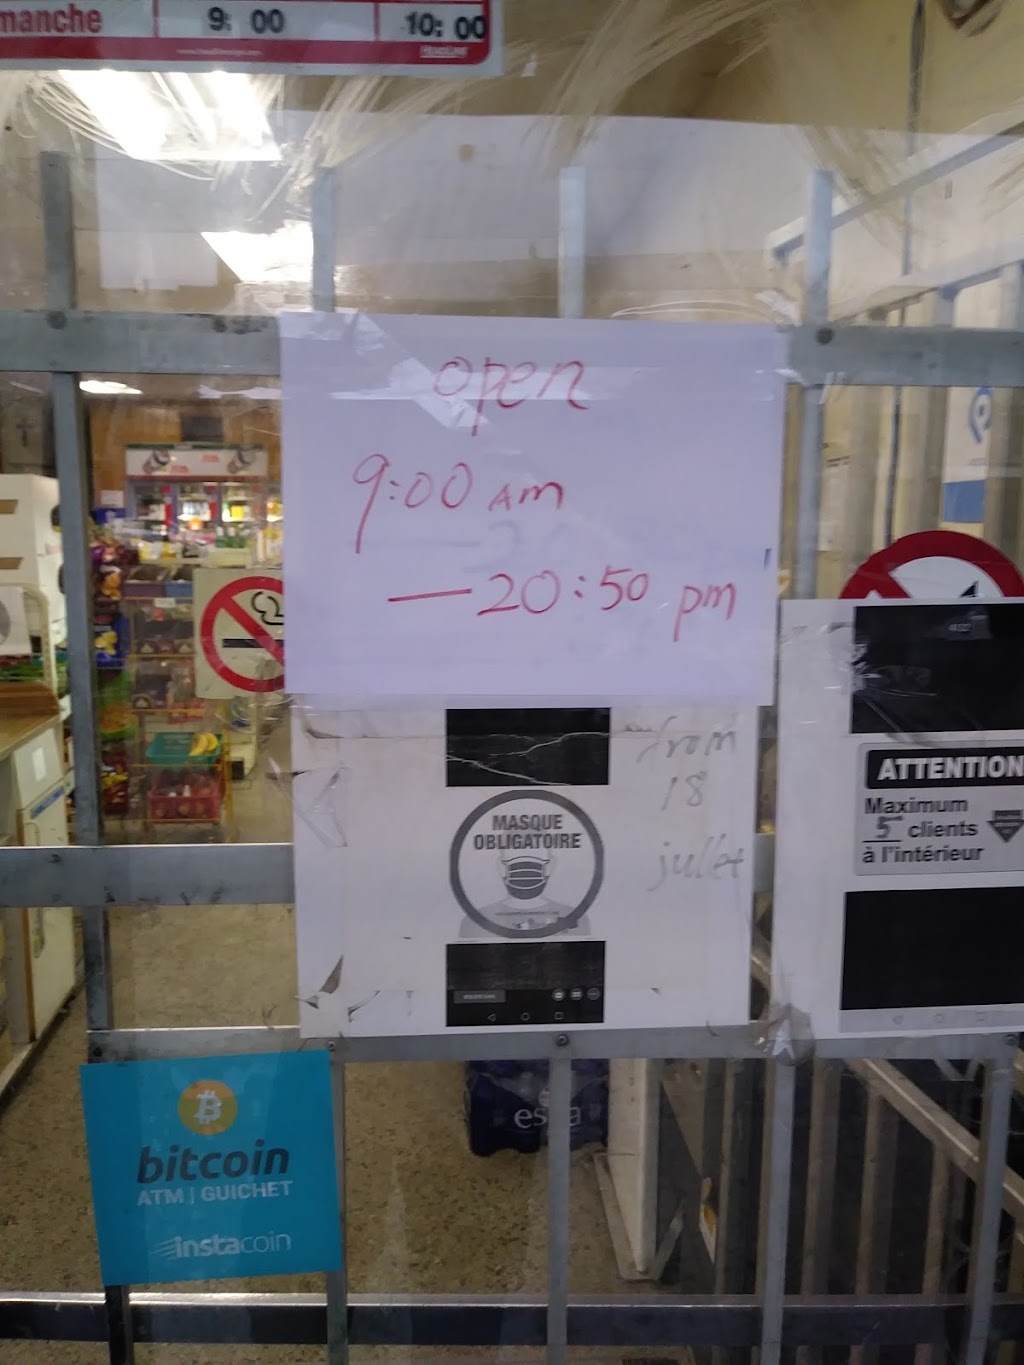 manche 9: 00 10: 00
open
9:00 AM
— 20:50 pm
from
18
jullet
MASQUE
OBLIGATOIRE
ATTENTION
Maximum
5 clients
à l'intérieur
bitcoin
ATM | GUICHET
instacoin